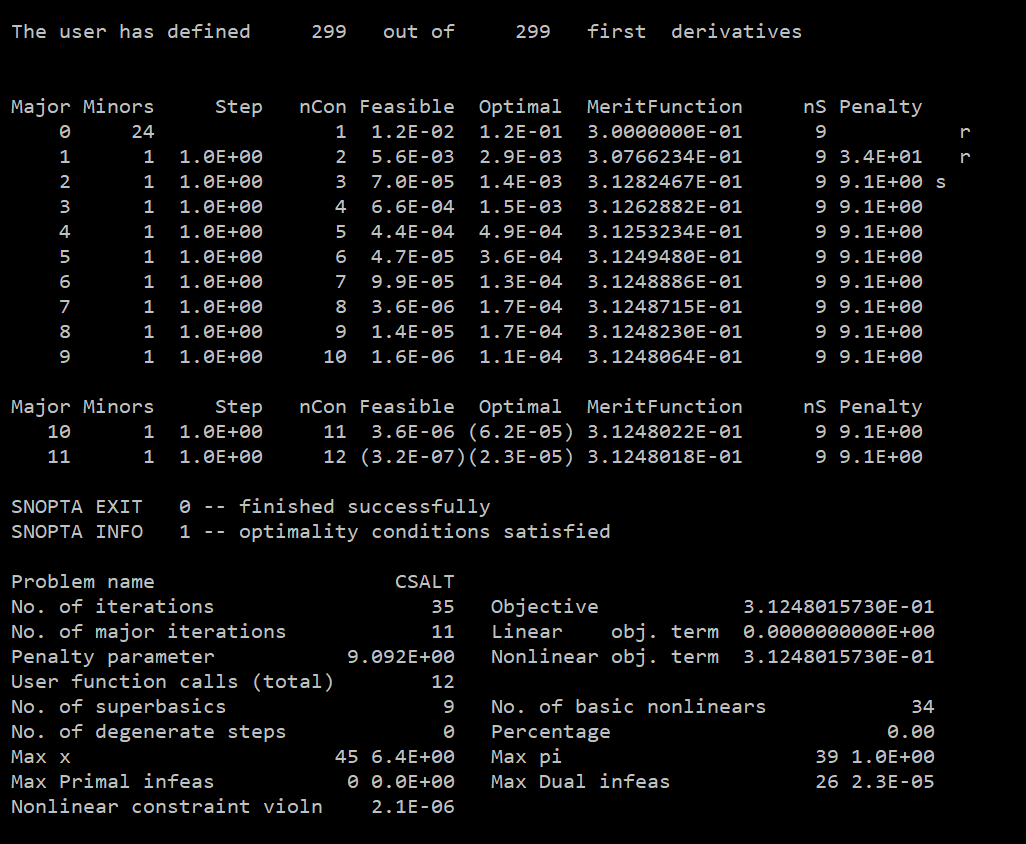 The user has defined     299   out of     299   first  derivatives
Major Minors     Step   nCon Feasible  Optimal  MeritFunction     nS Penalty
    0     24               1  1.2E-02  1.2E-01  3.0000000E-01      9             r
    1      1  1.0E+00      2  5.6E-03  2.9E-03  3.0766234E-01      9 3.4E+01   r
    2      1  1.0E+00      3  7.0E-05  1.4E-03  3.1282467E-01      9 9.1E+00 s
    3      1  1.0E+00      4  6.6E-04  1.5E-03  3.1262882E-01      9 9.1E+00
    4      1  1.0E+00      5  4.4E-04  4.9E-04  3.1253234E-01      9 9.1E+00
    5      1  1.0E+00      6  4.7E-05  3.6E-04  3.1249480E-01      9 9.1E+00
    6      1  1.0E+00      7  9.9E-05  1.3E-04  3.1248886E-01      9 9.1E+00
    7      1  1.0E+00      8  3.6E-06  1.7E-04  3.1248715E-01      9 9.1E+00
    8      1  1.0E+00      9  1.4E-05  1.7E-04  3.1248230E-01      9 9.1E+00
    9      1  1.0E+00     10  1.6E-06  1.1E-04  3.1248064E-01      9 9.1E+00
Major Minors     Step   nCon Feasible  Optimal  MeritFunction     nS Penalty
   10      1  1.0E+00     11  3.6E-06 (6.2E-05) 3.1248022E-01      9 9.1E+00
   11      1  1.0E+00     12 (3.2E-07)(2.3E-05) 3.1248018E-01      9 9.1E+00
SNOPTA EXIT   0 -- finished successfully
SNOPTA INFO   1 -- optimality conditions satisfied
Problem name                    CSALT
No. of iterations                  35   Objective            3.1248015730E-01
No. of major iterations            11   Linear    obj. term  0.0000000000E+00
Penalty parameter           9.092E+00   Nonlinear obj. term  3.1248015730E-01
User function calls (total)        12
No. of superbasics                  9   No. of basic nonlinears            34
No. of degenerate steps             0   Percentage                       0.00
Max x                      45 6.4E+00   Max pi                     39 1.0E+00
Max Primal infeas           0 0.0E+00   Max Dual infeas            26 2.3E-05
Nonlinear constraint violn    2.1E-06